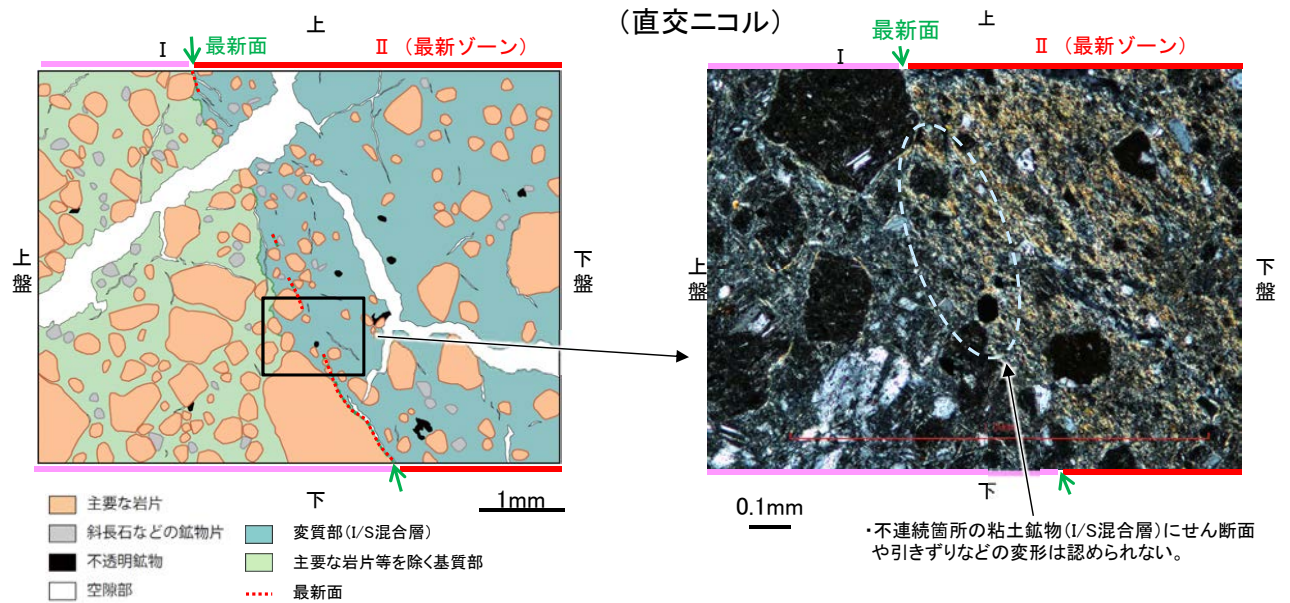 (直交ニコル)
上
Ⅰ
最新面
Ⅱ (最新ゾーン)
上盤
下盤
下
1mm
主要な岩片
斜長石などの鉱物片
不透明鉱物
空隙部
変質部(I/S混合層)
主要な岩片等を除く基質部
最新面
上
最新面
Ⅰ
Ⅱ (最新ゾーン)
上盤
下盤
下
0.1mm
・不連続箇所の粘土鉱物(I/S混合層)にせん断面
や引きずりなどの変形は認められない。